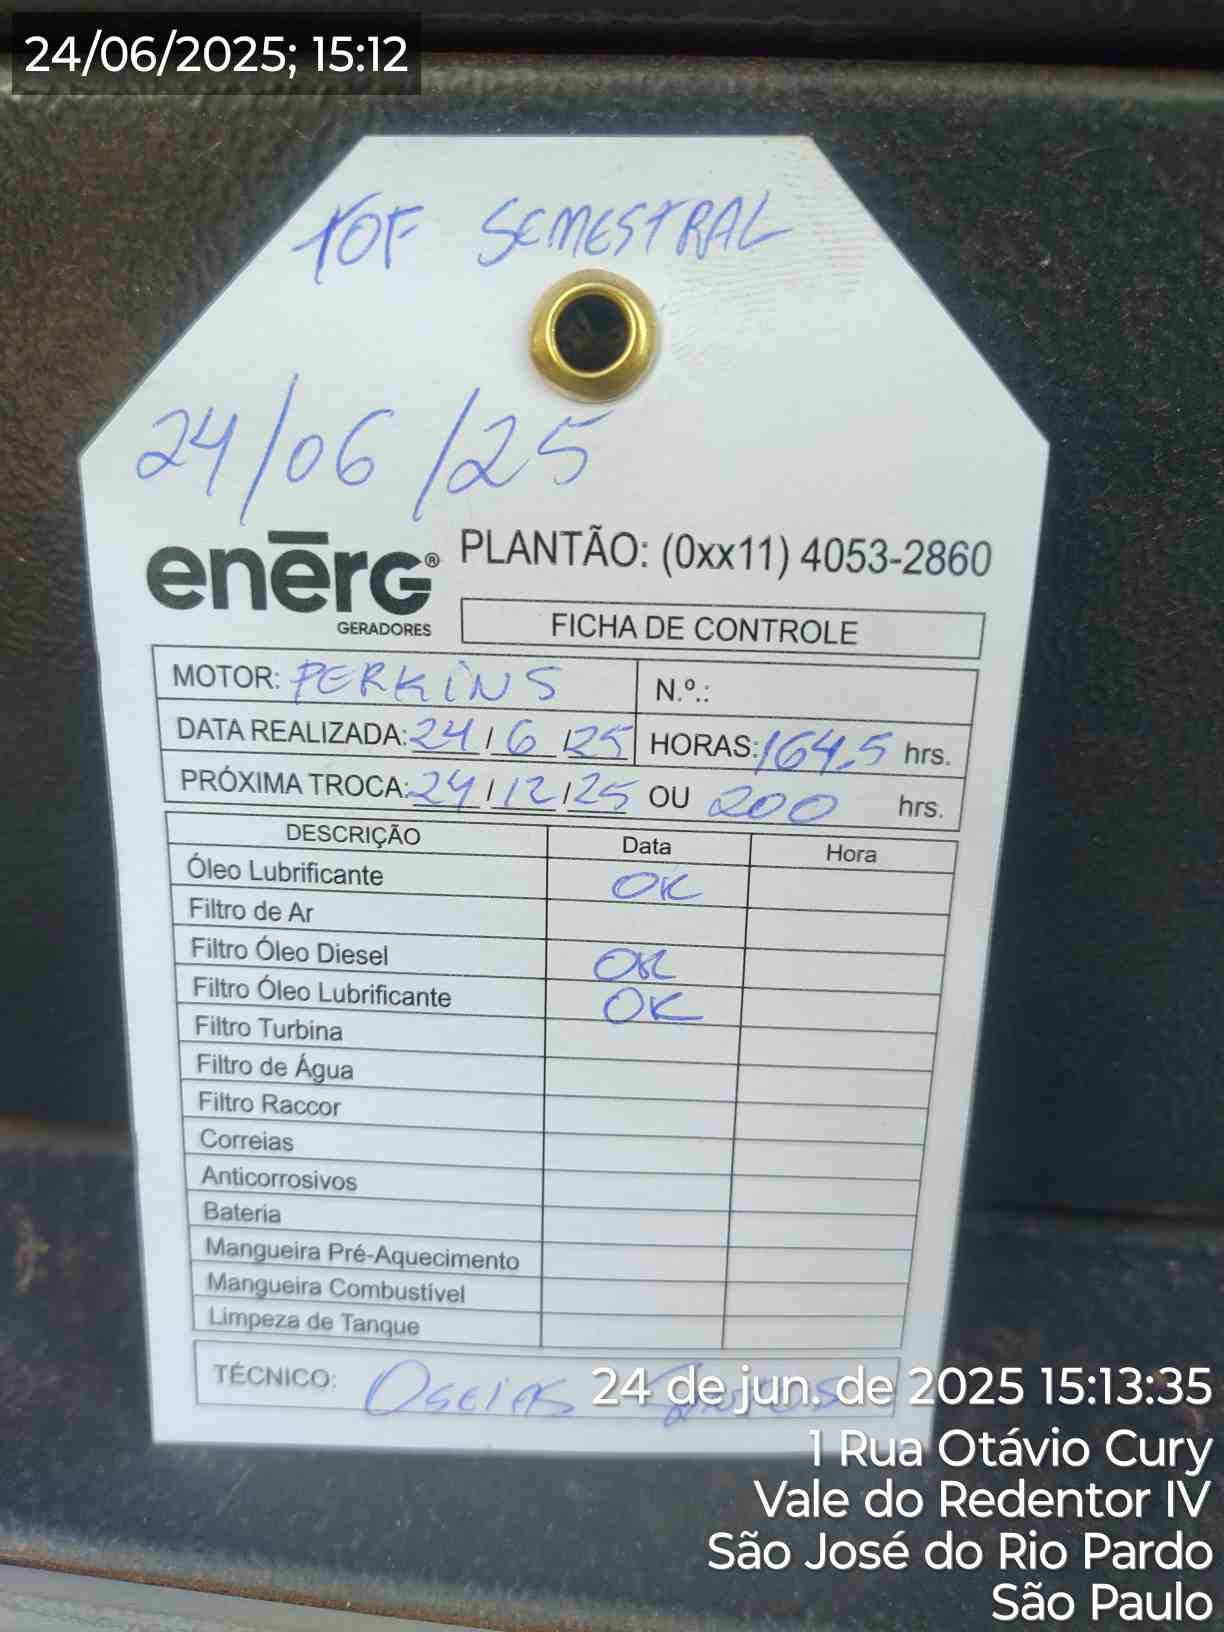 24/06/2025; 15:12
TOF SEMESTRAL
24/06/25
enērG®
GERADORES
PLANTÃO: (0xx11) 4053-2860
FICHA DE CONTROLE
MOTOR: PERKINS N.º.:
DATA REALIZADA: 24/6/25 HORAS: 164.5 hrs.
PRÓXIMA TROCA: 24/12/25 OU 200 hrs.
DESCRIÇÃO Data Hora
Óleo Lubrificante OK
Filtro de Ar
Filtro Óleo Diesel OK
Filtro Óleo Lubrificante OK
Filtro Turbina
Filtro de Água
Filtro Raccor
Correias
Anticorrosivos
Bateria
Mangueira Pré-Aquecimento
Mangueira Combustível
Limpeza de Tanque
TÉCNICO: Oseias Santos
24 de jun. de 2025 15:13:35
1 Rua Otávio Cury
Vale do Redentor IV
São José do Rio Pardo
São Paulo